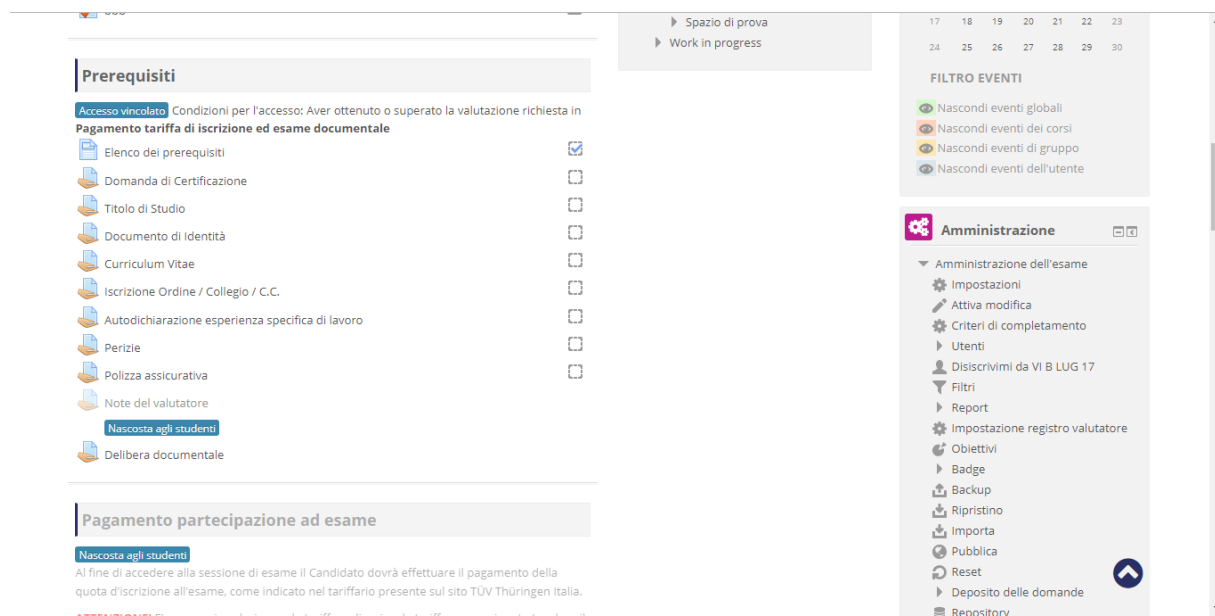 Prerequisiti
Accesso vincolato Condizioni per l'accesso: Aver ottenuto o superato la valutazione richiesta in
Pagamento tariffa di iscrizione ed esame documentale
Elenco dei prerequisiti
Domanda di Certificazione
Titolo di Studio
Documento di Identità
Curriculum Vitae
Iscrizione Ordine / Collegio / C.C.
Autodichiarazione esperienza specifica di lavoro
Perizie
Polizza assicurativa
Note del valutatore
Nascosta agli studenti
Delibera documentale
Pagamento partecipazione ad esame
Nascosta agli studenti
Al fine di accedere alla sessione di esame il Candidato dovrà effettuare il pagamento della
quota d'iscrizione all'esame, come indicato nel tariffario presente sul sito TÜV Thüringen Italia.
ATTENZIONE!
Spazio di prova
Work in progress
17 18 19 20 21 22 23
24 25 26 27 28 29 30
FILTRO EVENTI
Nascondi eventi globali
Nascondi eventi dei corsi
Nascondi eventi di gruppo
Nascondi eventi dell'utente
Amministrazione
Amministrazione dell'esame
Impostazioni
Attiva modifica
Criteri di completamento
Utenti
Disiscrivimi da VI B LUG 17
Filtri
Report
Impostazione registro valutatore
Obiettivi
Badge
Backup
Ripristino
Importa
Pubblica
Reset
Deposito delle domande
Repository